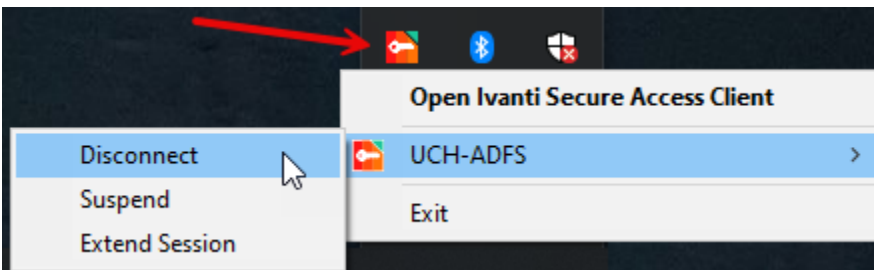 Open Ivanti Secure Access Client
UCH-ADFS
Exit
Disconnect
Suspend
Extend Session